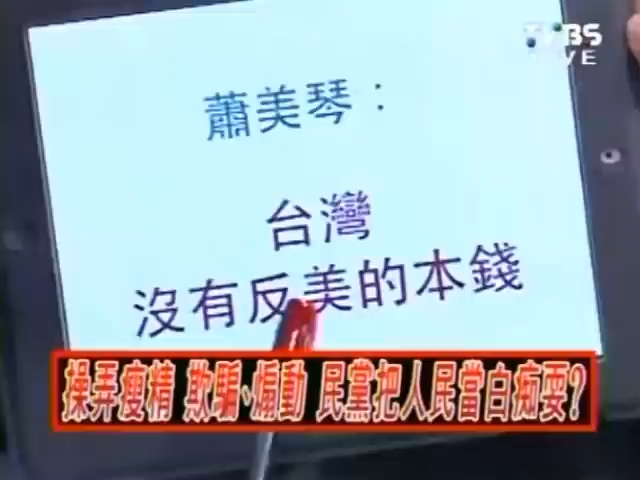 TVBS
LIVE
蕭美琴：
台灣
沒有反美的本錢
操弄瘦精 欺騙、煽動 民黨把人民當白痴耍?